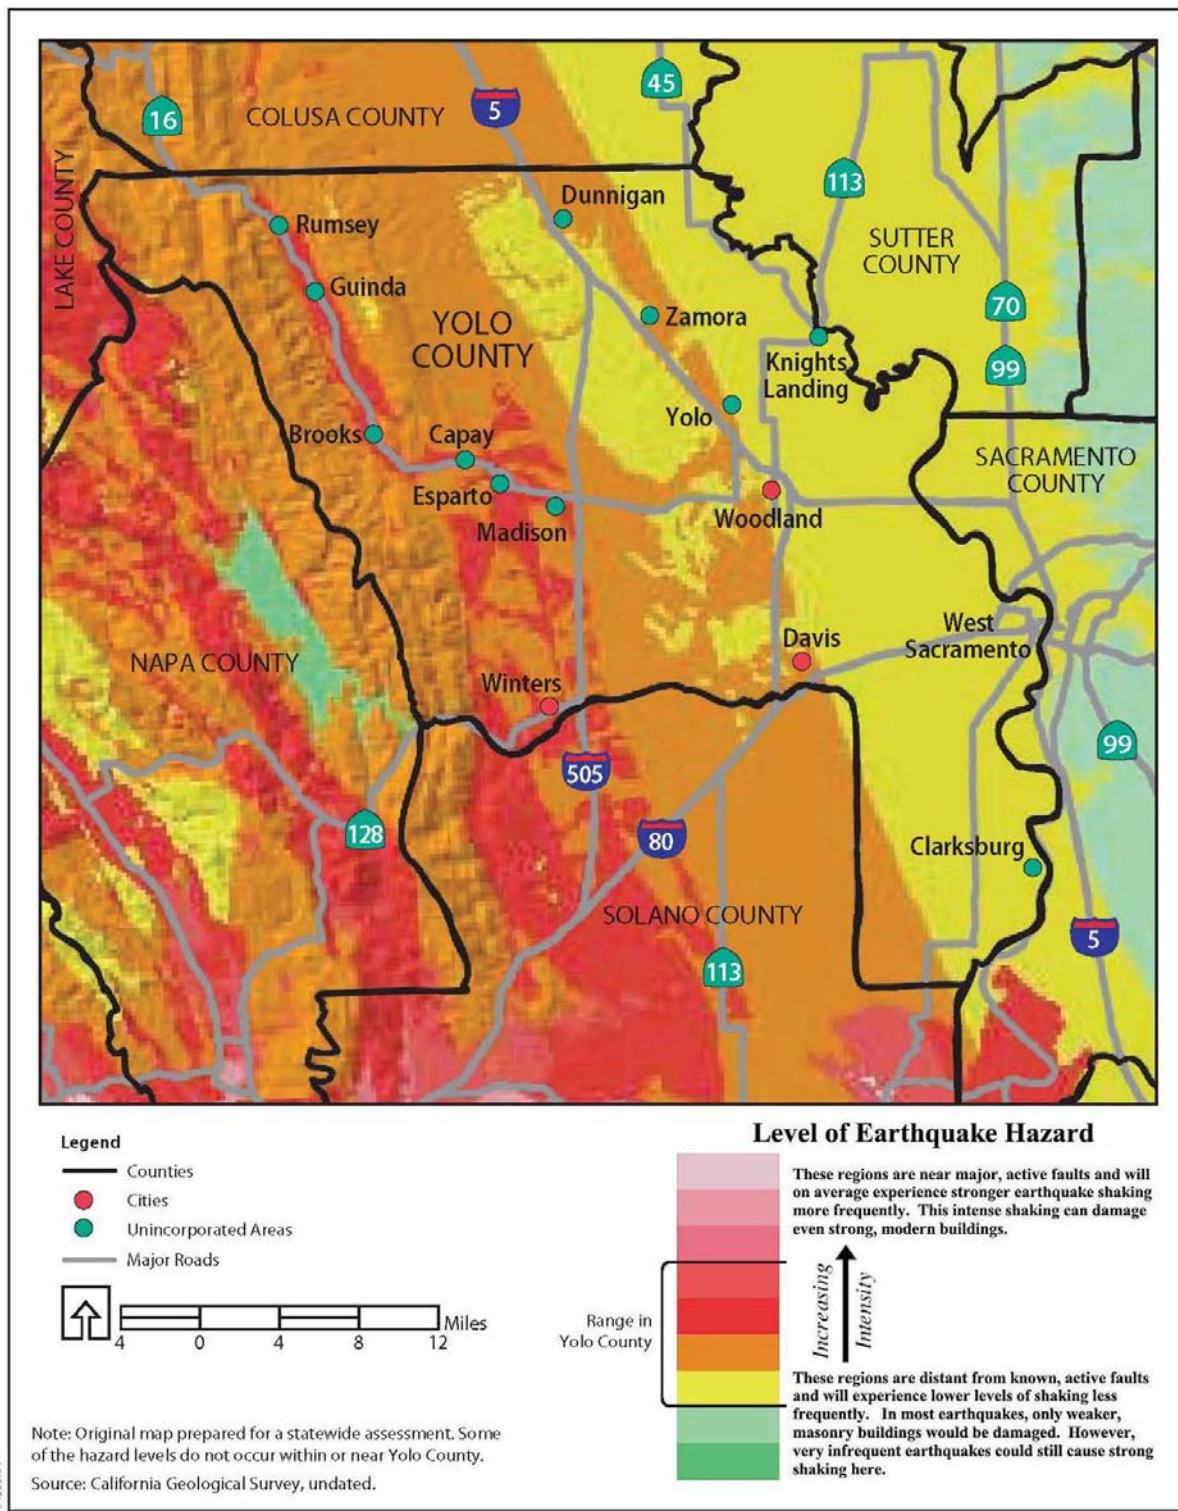 COLUSA COUNTY
16
5
45
113
LAKE COUNTY
Dunnigan
Rumsey
SUTTER
COUNTY
Guinda
YOLO
COUNTY
Zamora
70
Knights
Landing
99
Yolo
Brooks
Capay
SACRAMENTO
COUNTY
Esparto
Madison
Woodland
West
Sacramento
Davis
NAPA COUNTY
Winters
99
505
128
80
Clarksburg
SOLANO COUNTY
5
113
Legend
Counties
Cities
Unincorporated Areas
Major Roads
Miles
4 0 4 8 12
Level of Earthquake Hazard
These regions are near major, active faults and will
on average experience stronger earthquake shaking
more frequently. This intense shaking can damage
even strong, modern buildings.
Increasing
Intensity
Range in
Yolo County
These regions are distant from known, active faults
and will experience lower levels of shaking less
frequently. In most earthquakes, only weaker,
masonry buildings would be damaged. However,
very infrequent earthquakes could still cause strong
shaking here.
Note: Original map prepared for a statewide assessment. Some
of the hazard levels do not occur within or near Yolo County.
Source: California Geological Survey, undated.